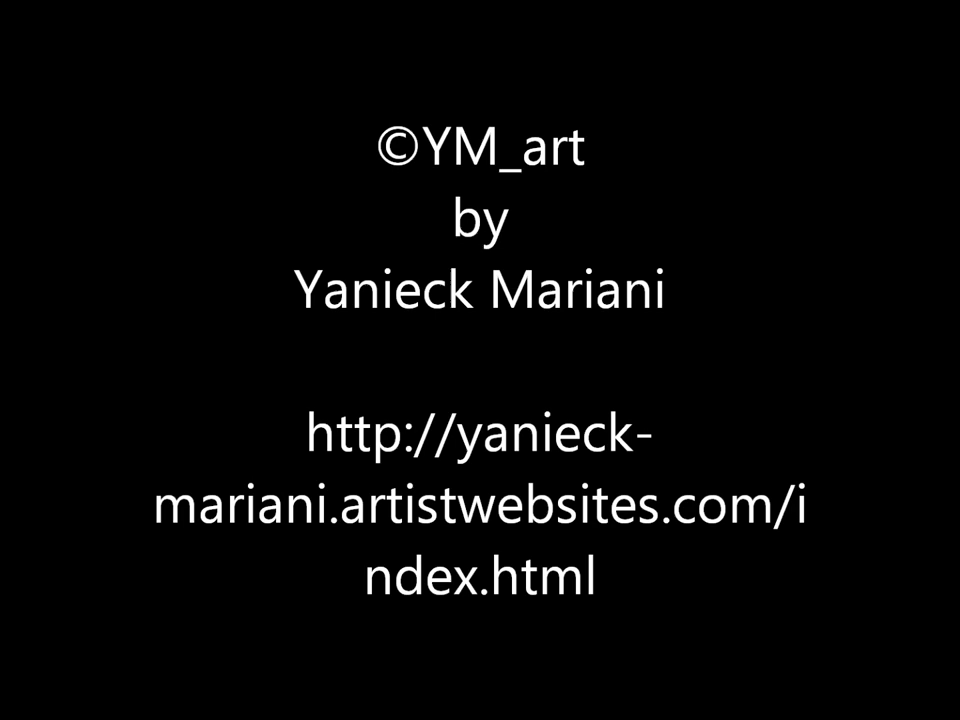 ©YM_art
by
Yanieck Mariani
http://yanieck-
mariani.artistwebsites.com/i
ndex.html